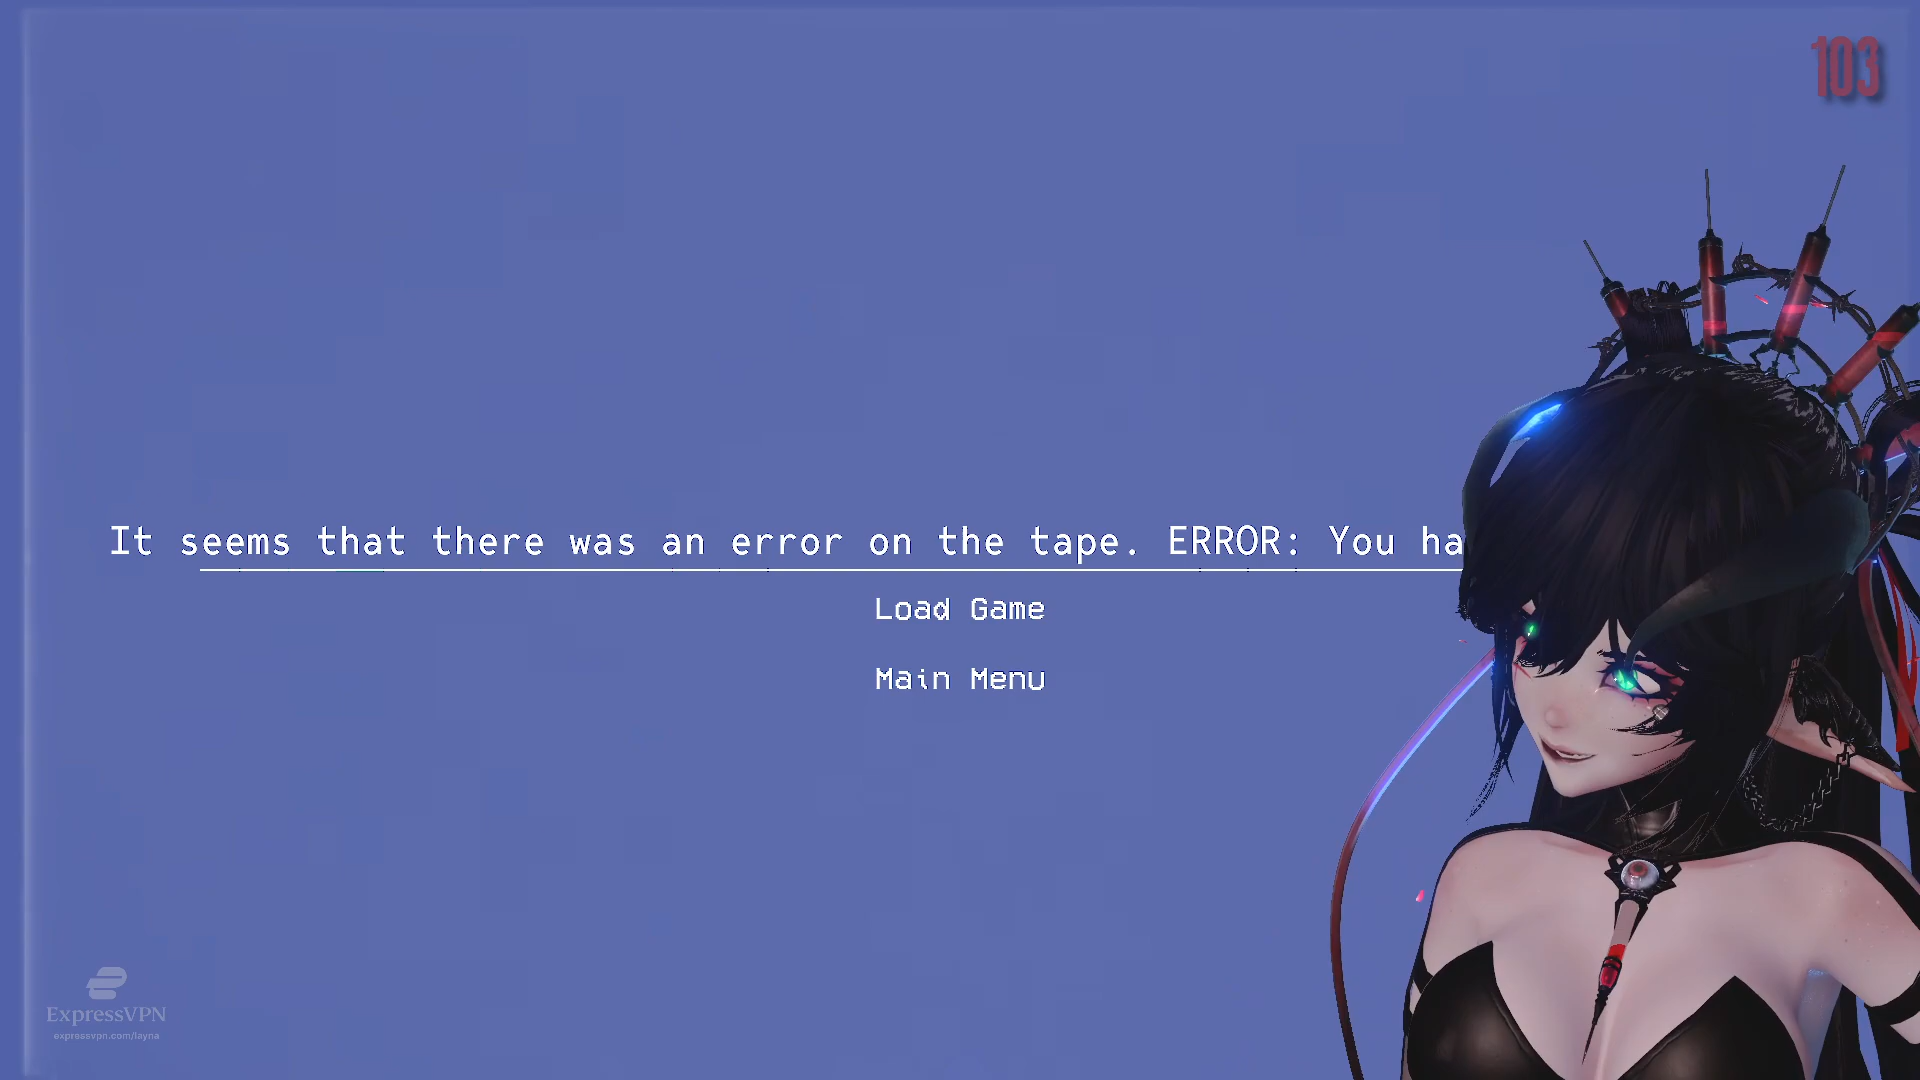 103
It seems that there was an error on the tape. ERROR: You ha
Load Game
Main Menu
ExpressVPN
expressvpn.com/layna